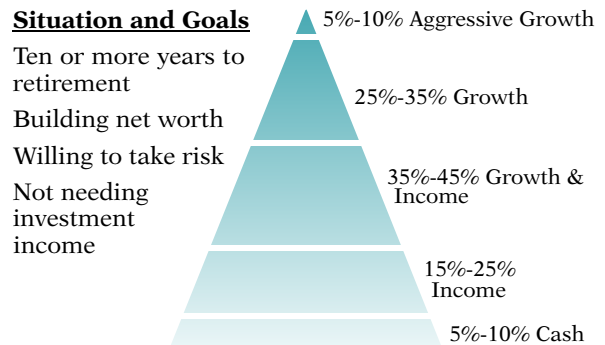 Situation and Goals
Ten or more years to
retirement
Building net worth
Willing to take risk
Not needing
investment
income
5%-10% Aggressive Growth
25%-35% Growth
35%-45% Growth &
Income
15%-25%
Income
5%-10% Cash